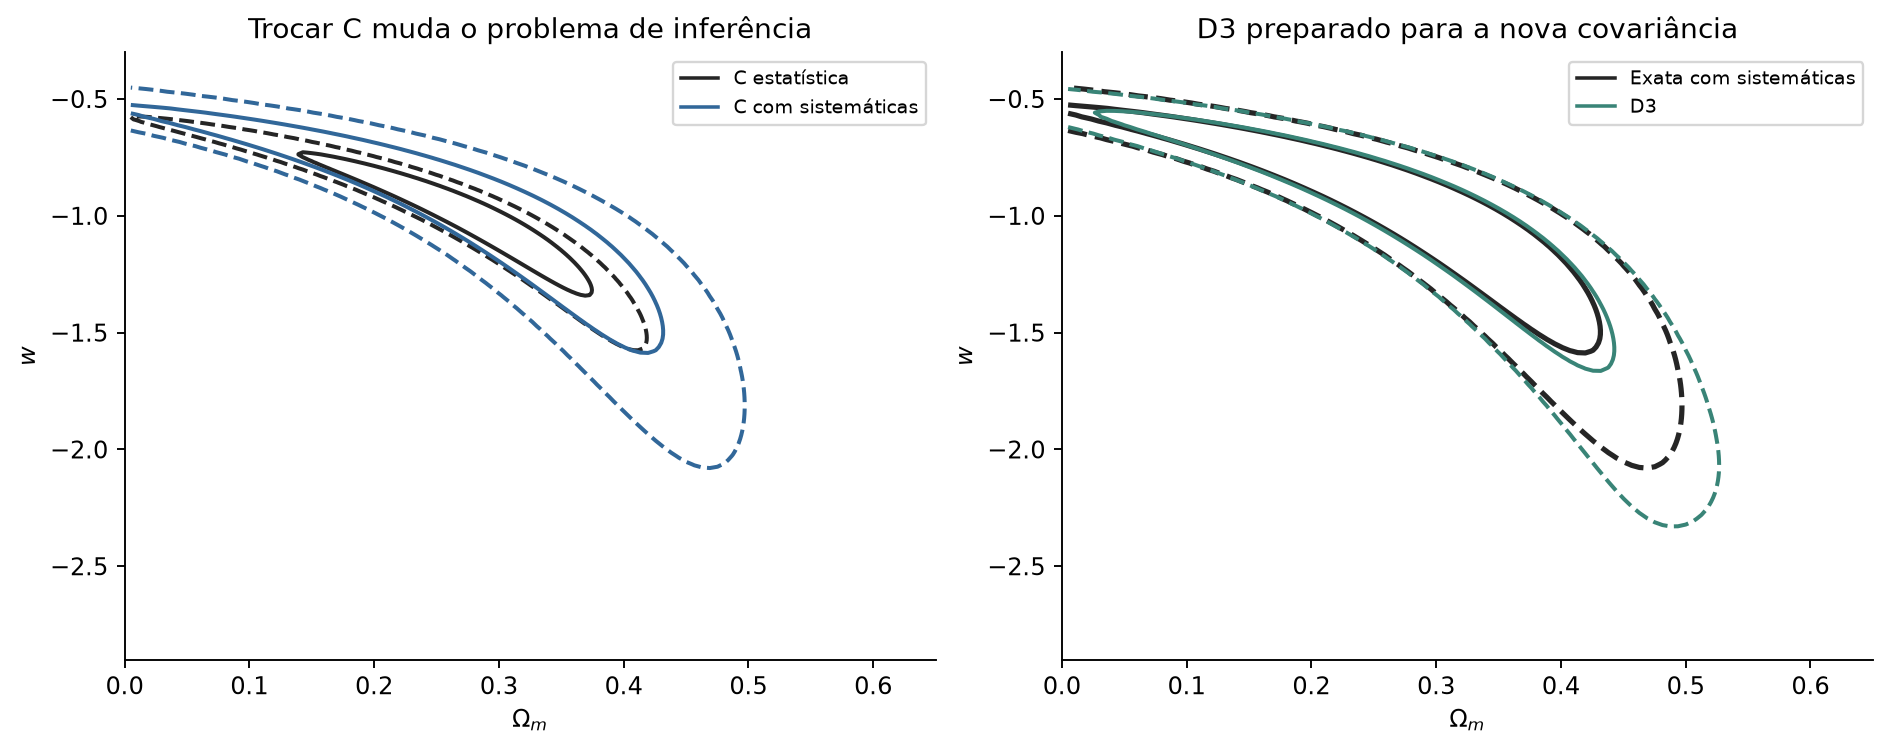 Trocar C muda o problema de inferência
C estatística
C com sistemáticas
−0.5
−1.0
−1.5
−2.0
−2.5
w
0.0 0.1 0.2 0.3 0.4 0.5 0.6
Ωm
D3 preparado para a nova covariância
Exata com sistemáticas
D3
−0.5
−1.0
−1.5
−2.0
−2.5
w
0.0 0.1 0.2 0.3 0.4 0.5 0.6
Ωm